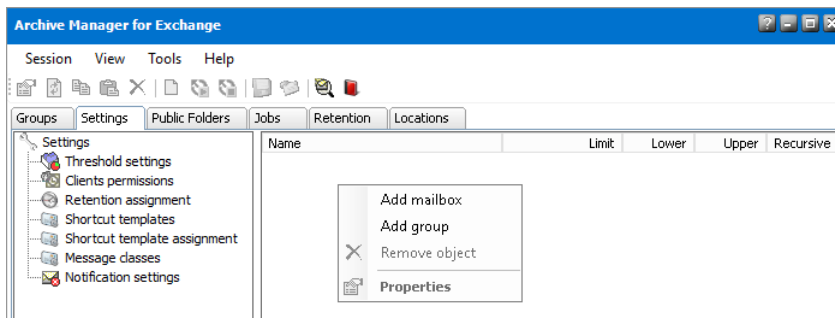 Archive Manager for Exchange
Session View Tools Help
Groups Settings Public Folders Jobs Retention Locations
Settings
Threshold settings
Clients permissions
Retention assignment
Shortcut templates
Shortcut template assignment
Message classes
Notification settings
Name Limit Lower Upper Recursive
Add mailbox
Add group
Remove object
Properties